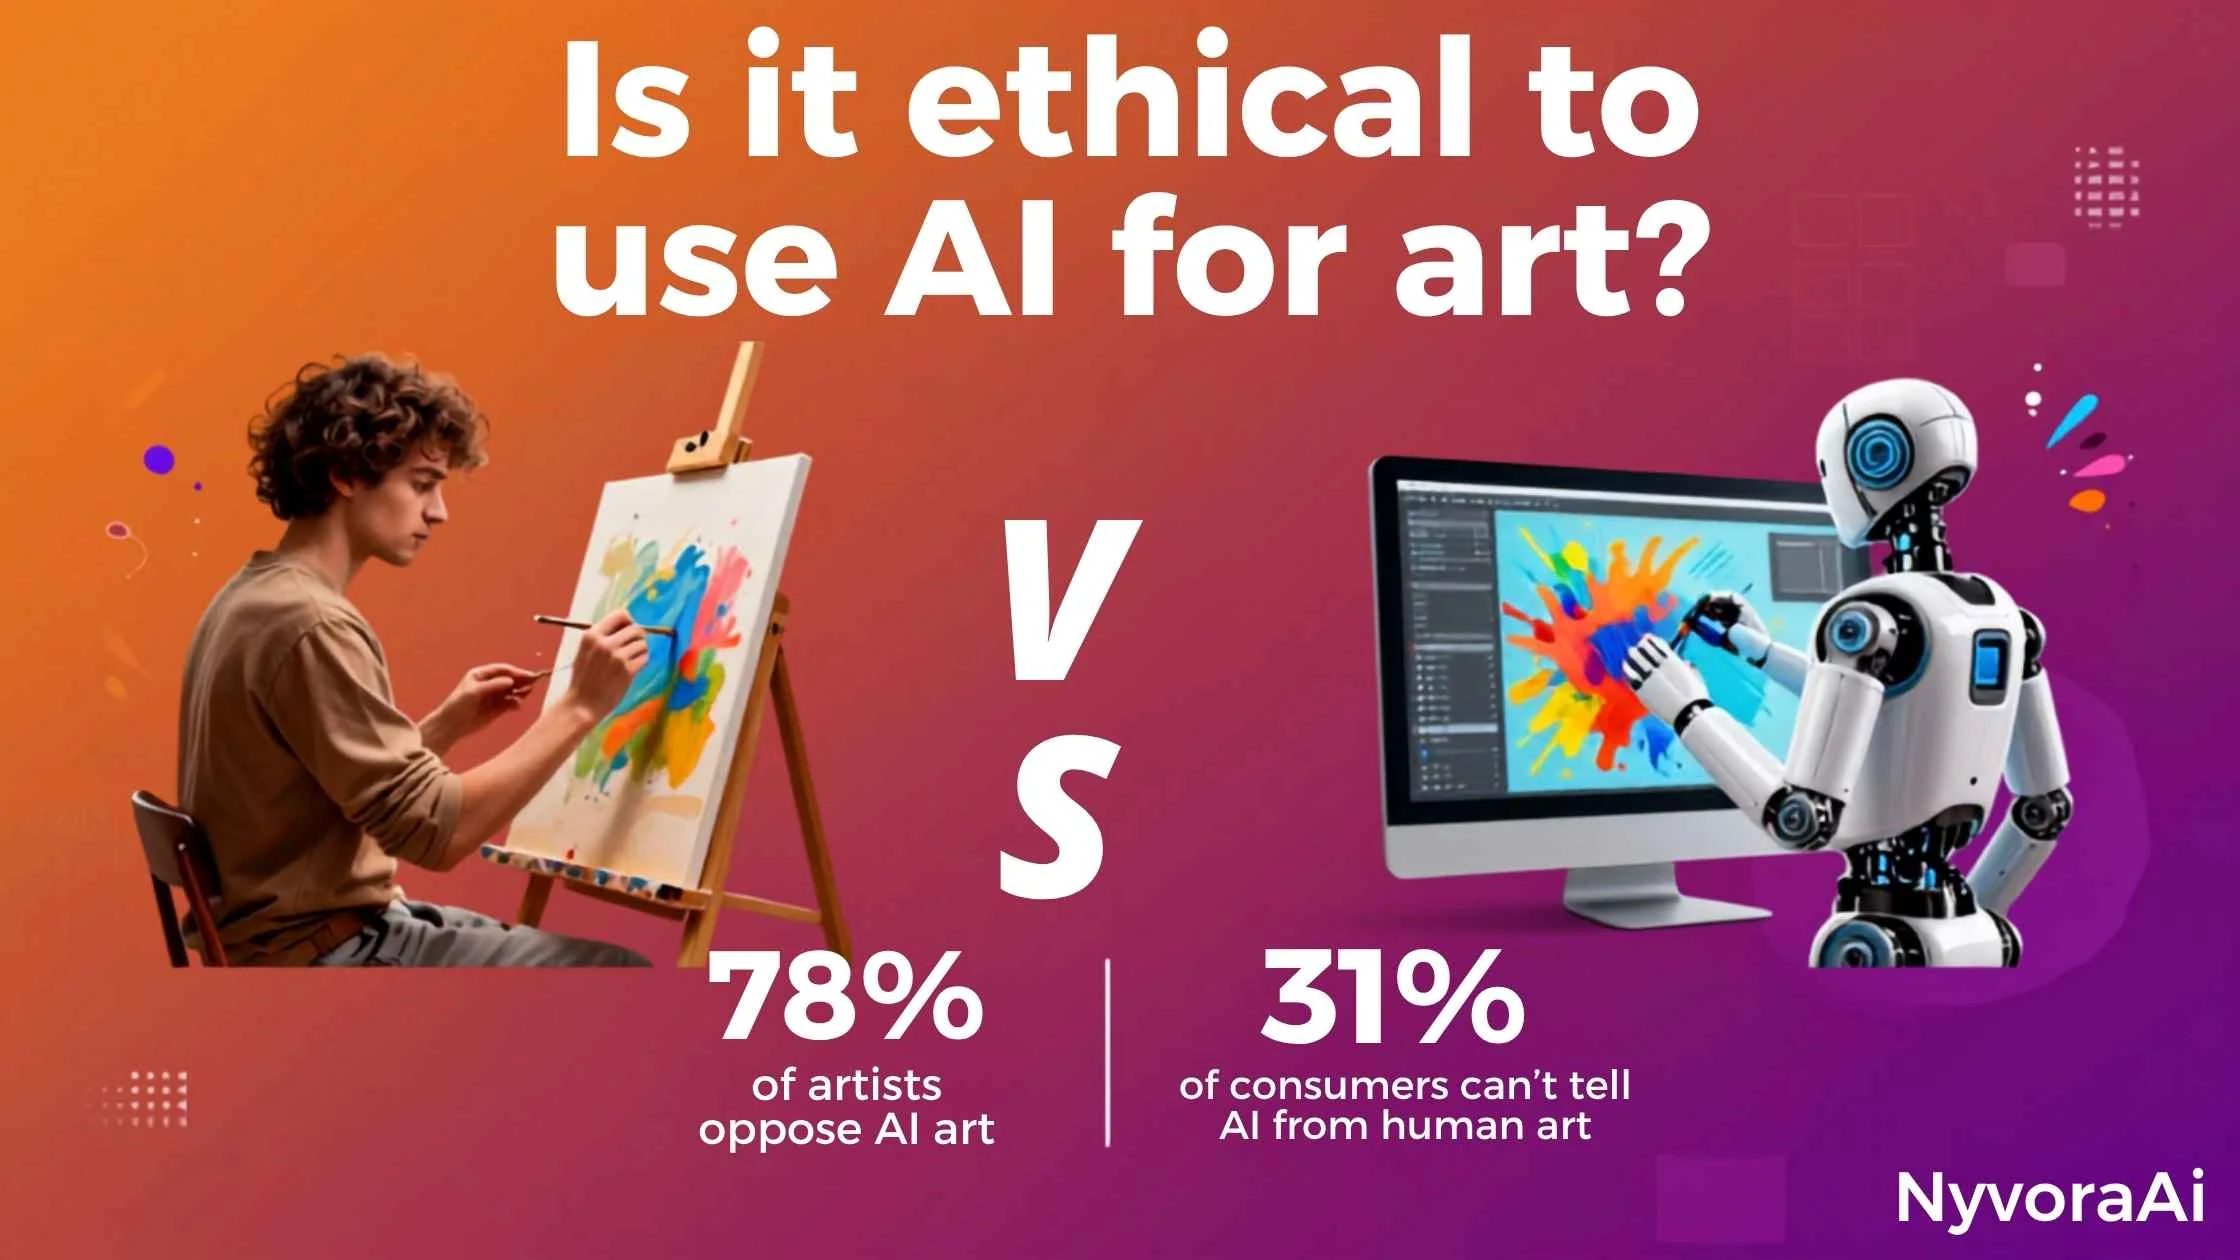 Is it ethical to
use AI for art?
V
S
78%
of artists
oppose AI art
31%
of consumers can't tell
AI from human art
NyvoraAi